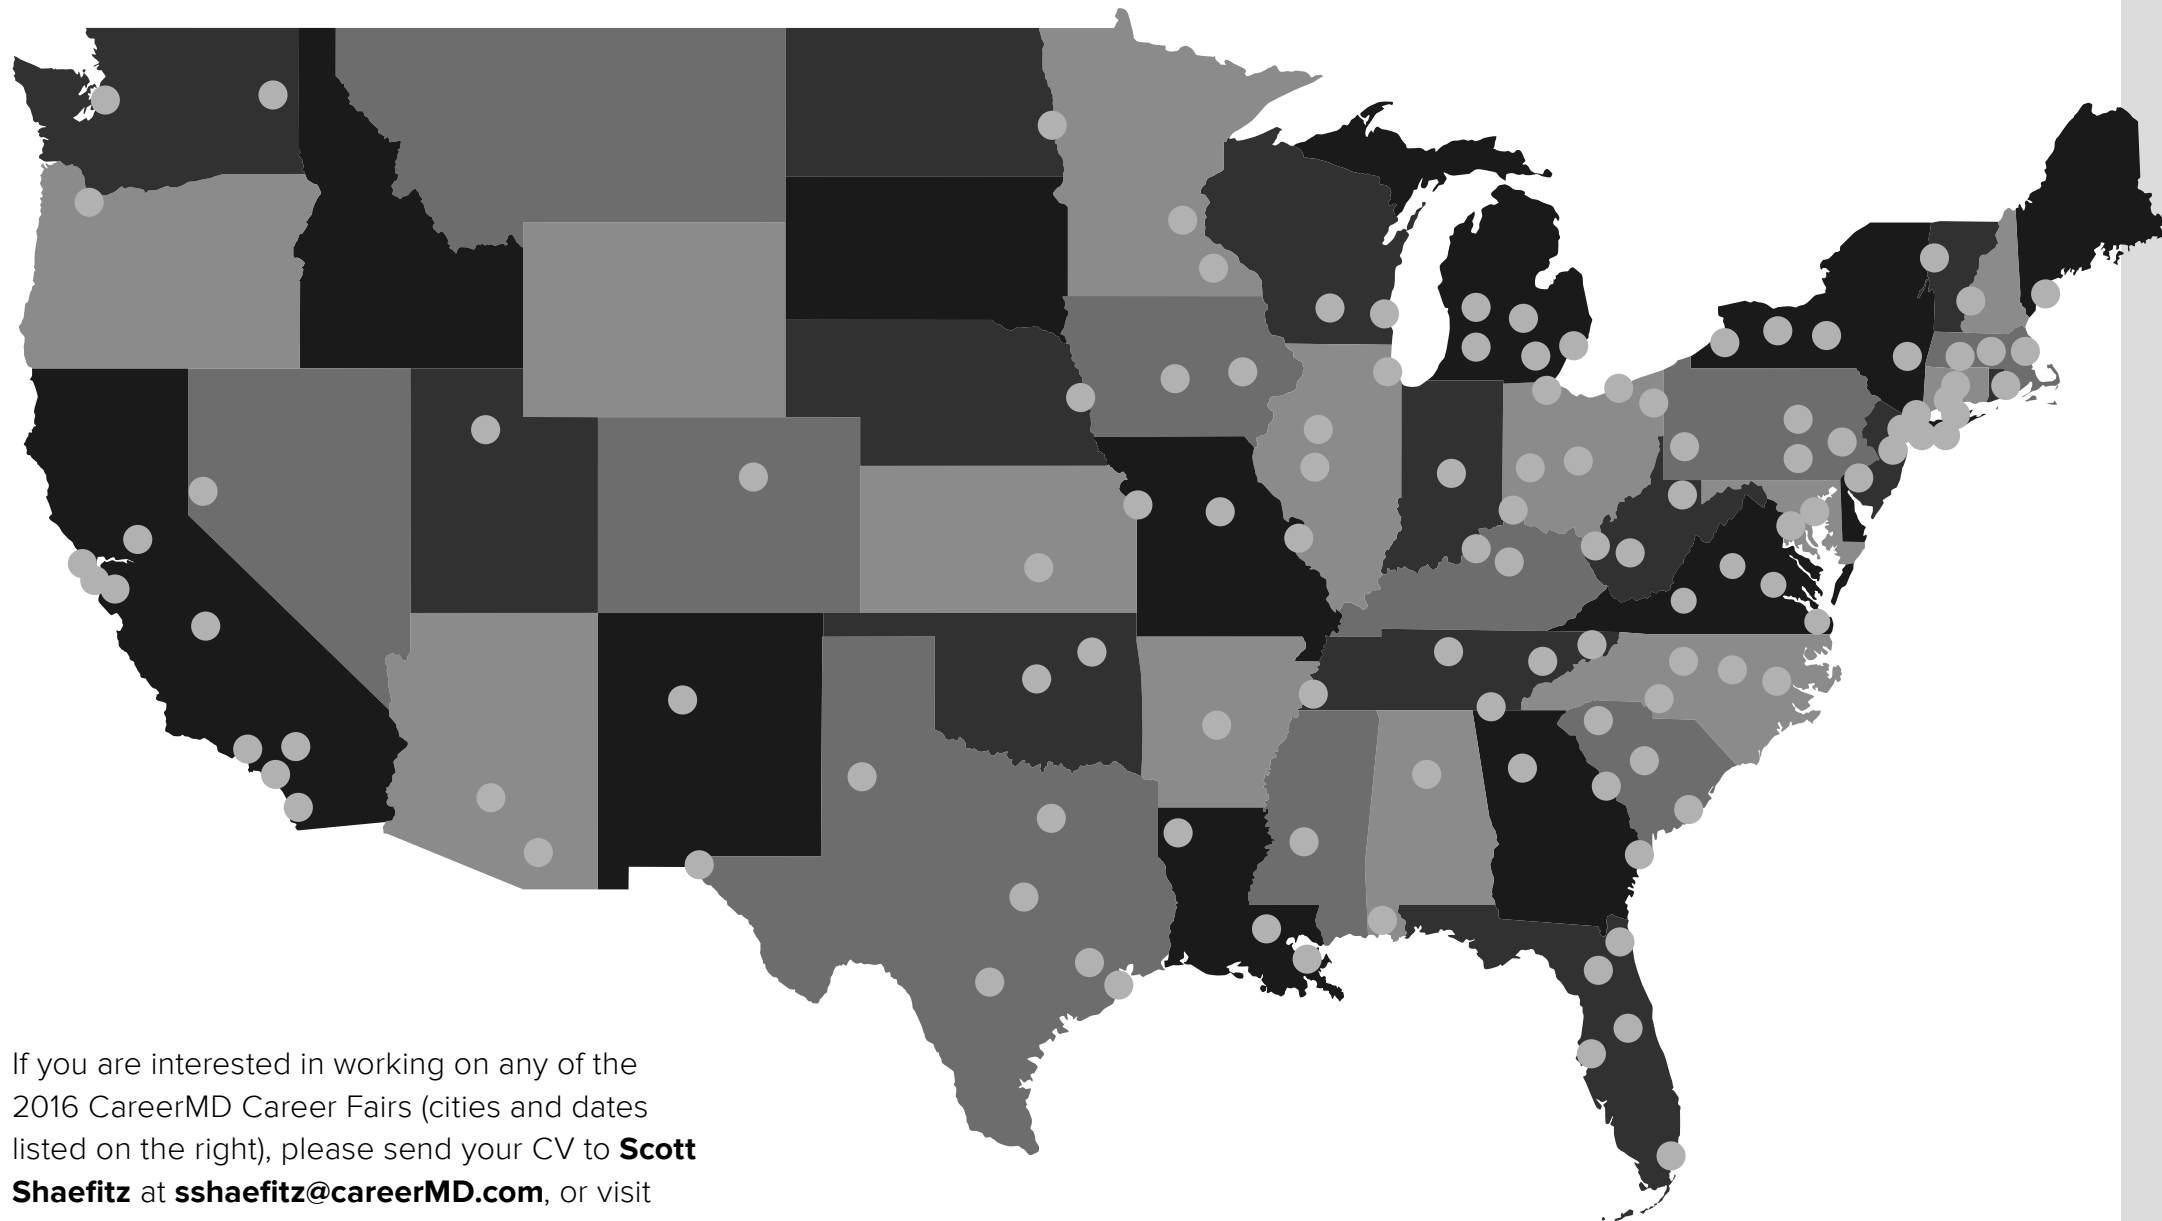 If you are interested in working on any of the
2016 CareerMD Career Fairs (cities and dates
listed on the right), please send your CV to Scott
Shaefitz at sshaefitz@careerMD.com, or visit